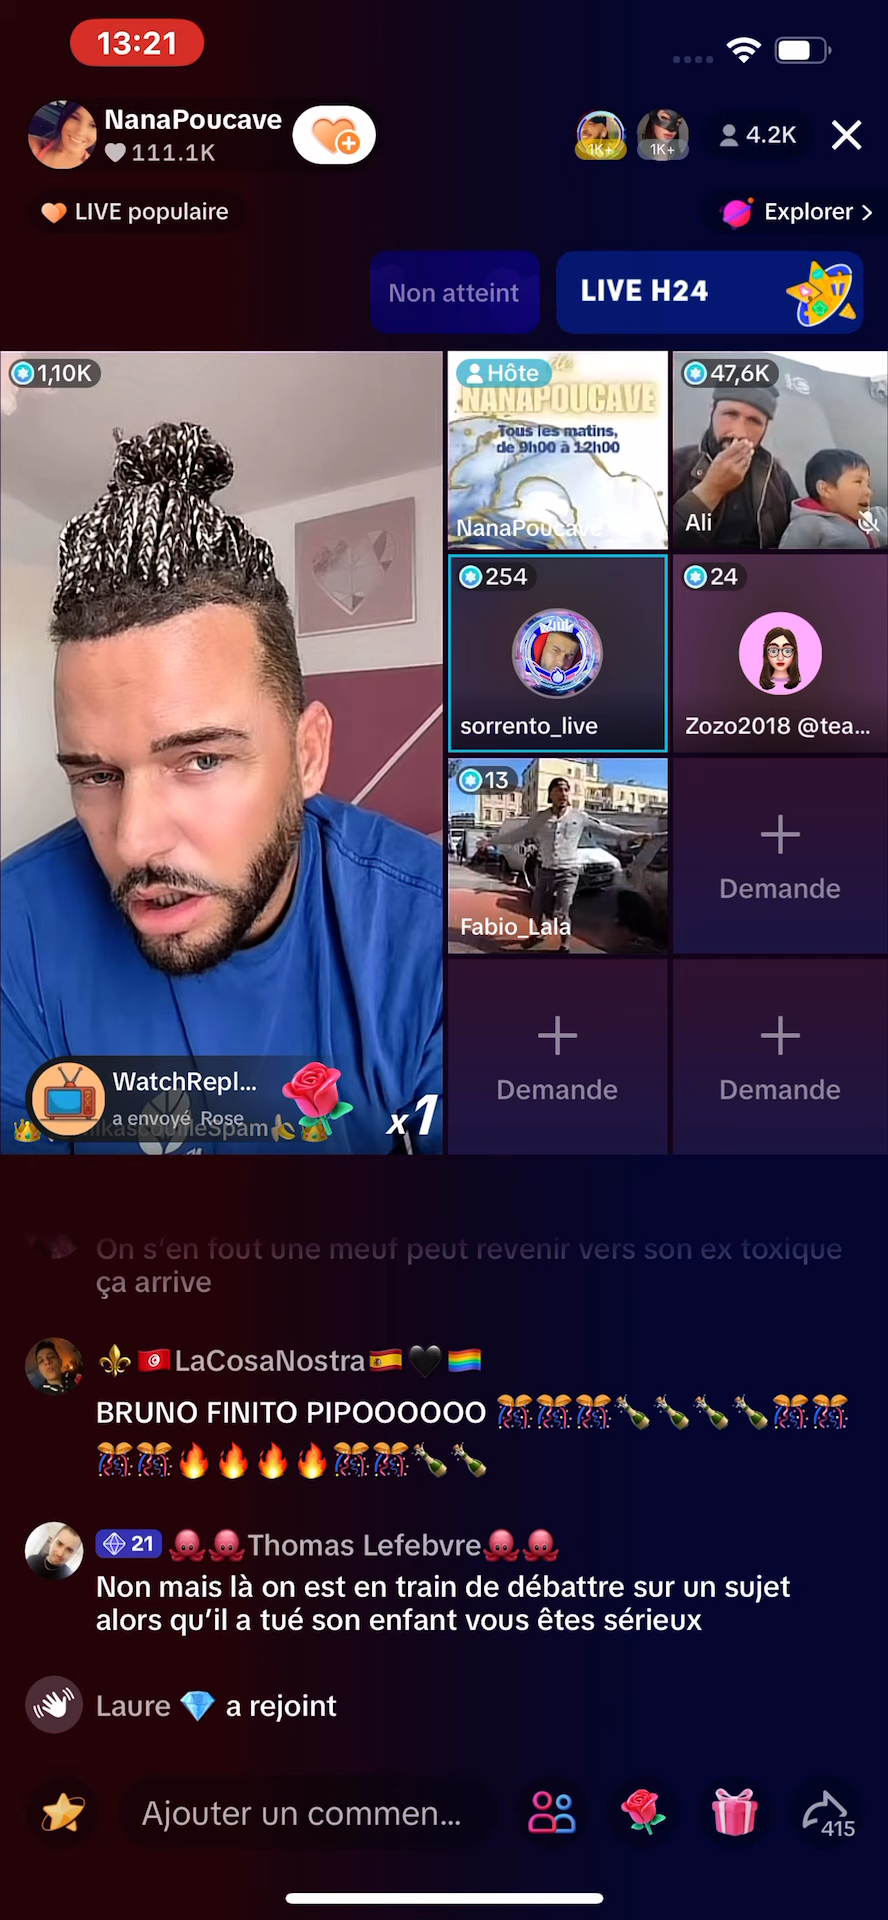 13:21
NanaPoucave
111.1K
1K+
1K+
4.2K
LIVE populaire
Explorer >
Non atteint
LIVE H24
1,10K
Hôte
NANAPOUCAVE
Tous les matins,
de 9h00 à 12h00
NanaPoucave
47,6K
Ali
254
sorrento_live
24
Zozo2018 @tea...
13
Fabio_Lala
Demande
Demande
Demande
WatchRepl...
a envoyé Rose
x1
On s'en fout une meuf peut revenir vers son ex toxique
ça arrive
⚜️🇹🇳LaCosaNostra🇪🇸🖤🏳️‍🌈
BRUNO FINITO PIPOOOOOO 🎊🎊🎊🍾🍾🍾🍾🎊🎊
🎊🎊🔥🔥🔥🔥🎊🎊🍾🍾
21 🐙🐙Thomas Lefebvre🐙🐙
Non mais là on est en train de débattre sur un sujet
alors qu'il a tué son enfant vous êtes sérieux
Laure 💎 a rejoint
Ajouter un commen...
415